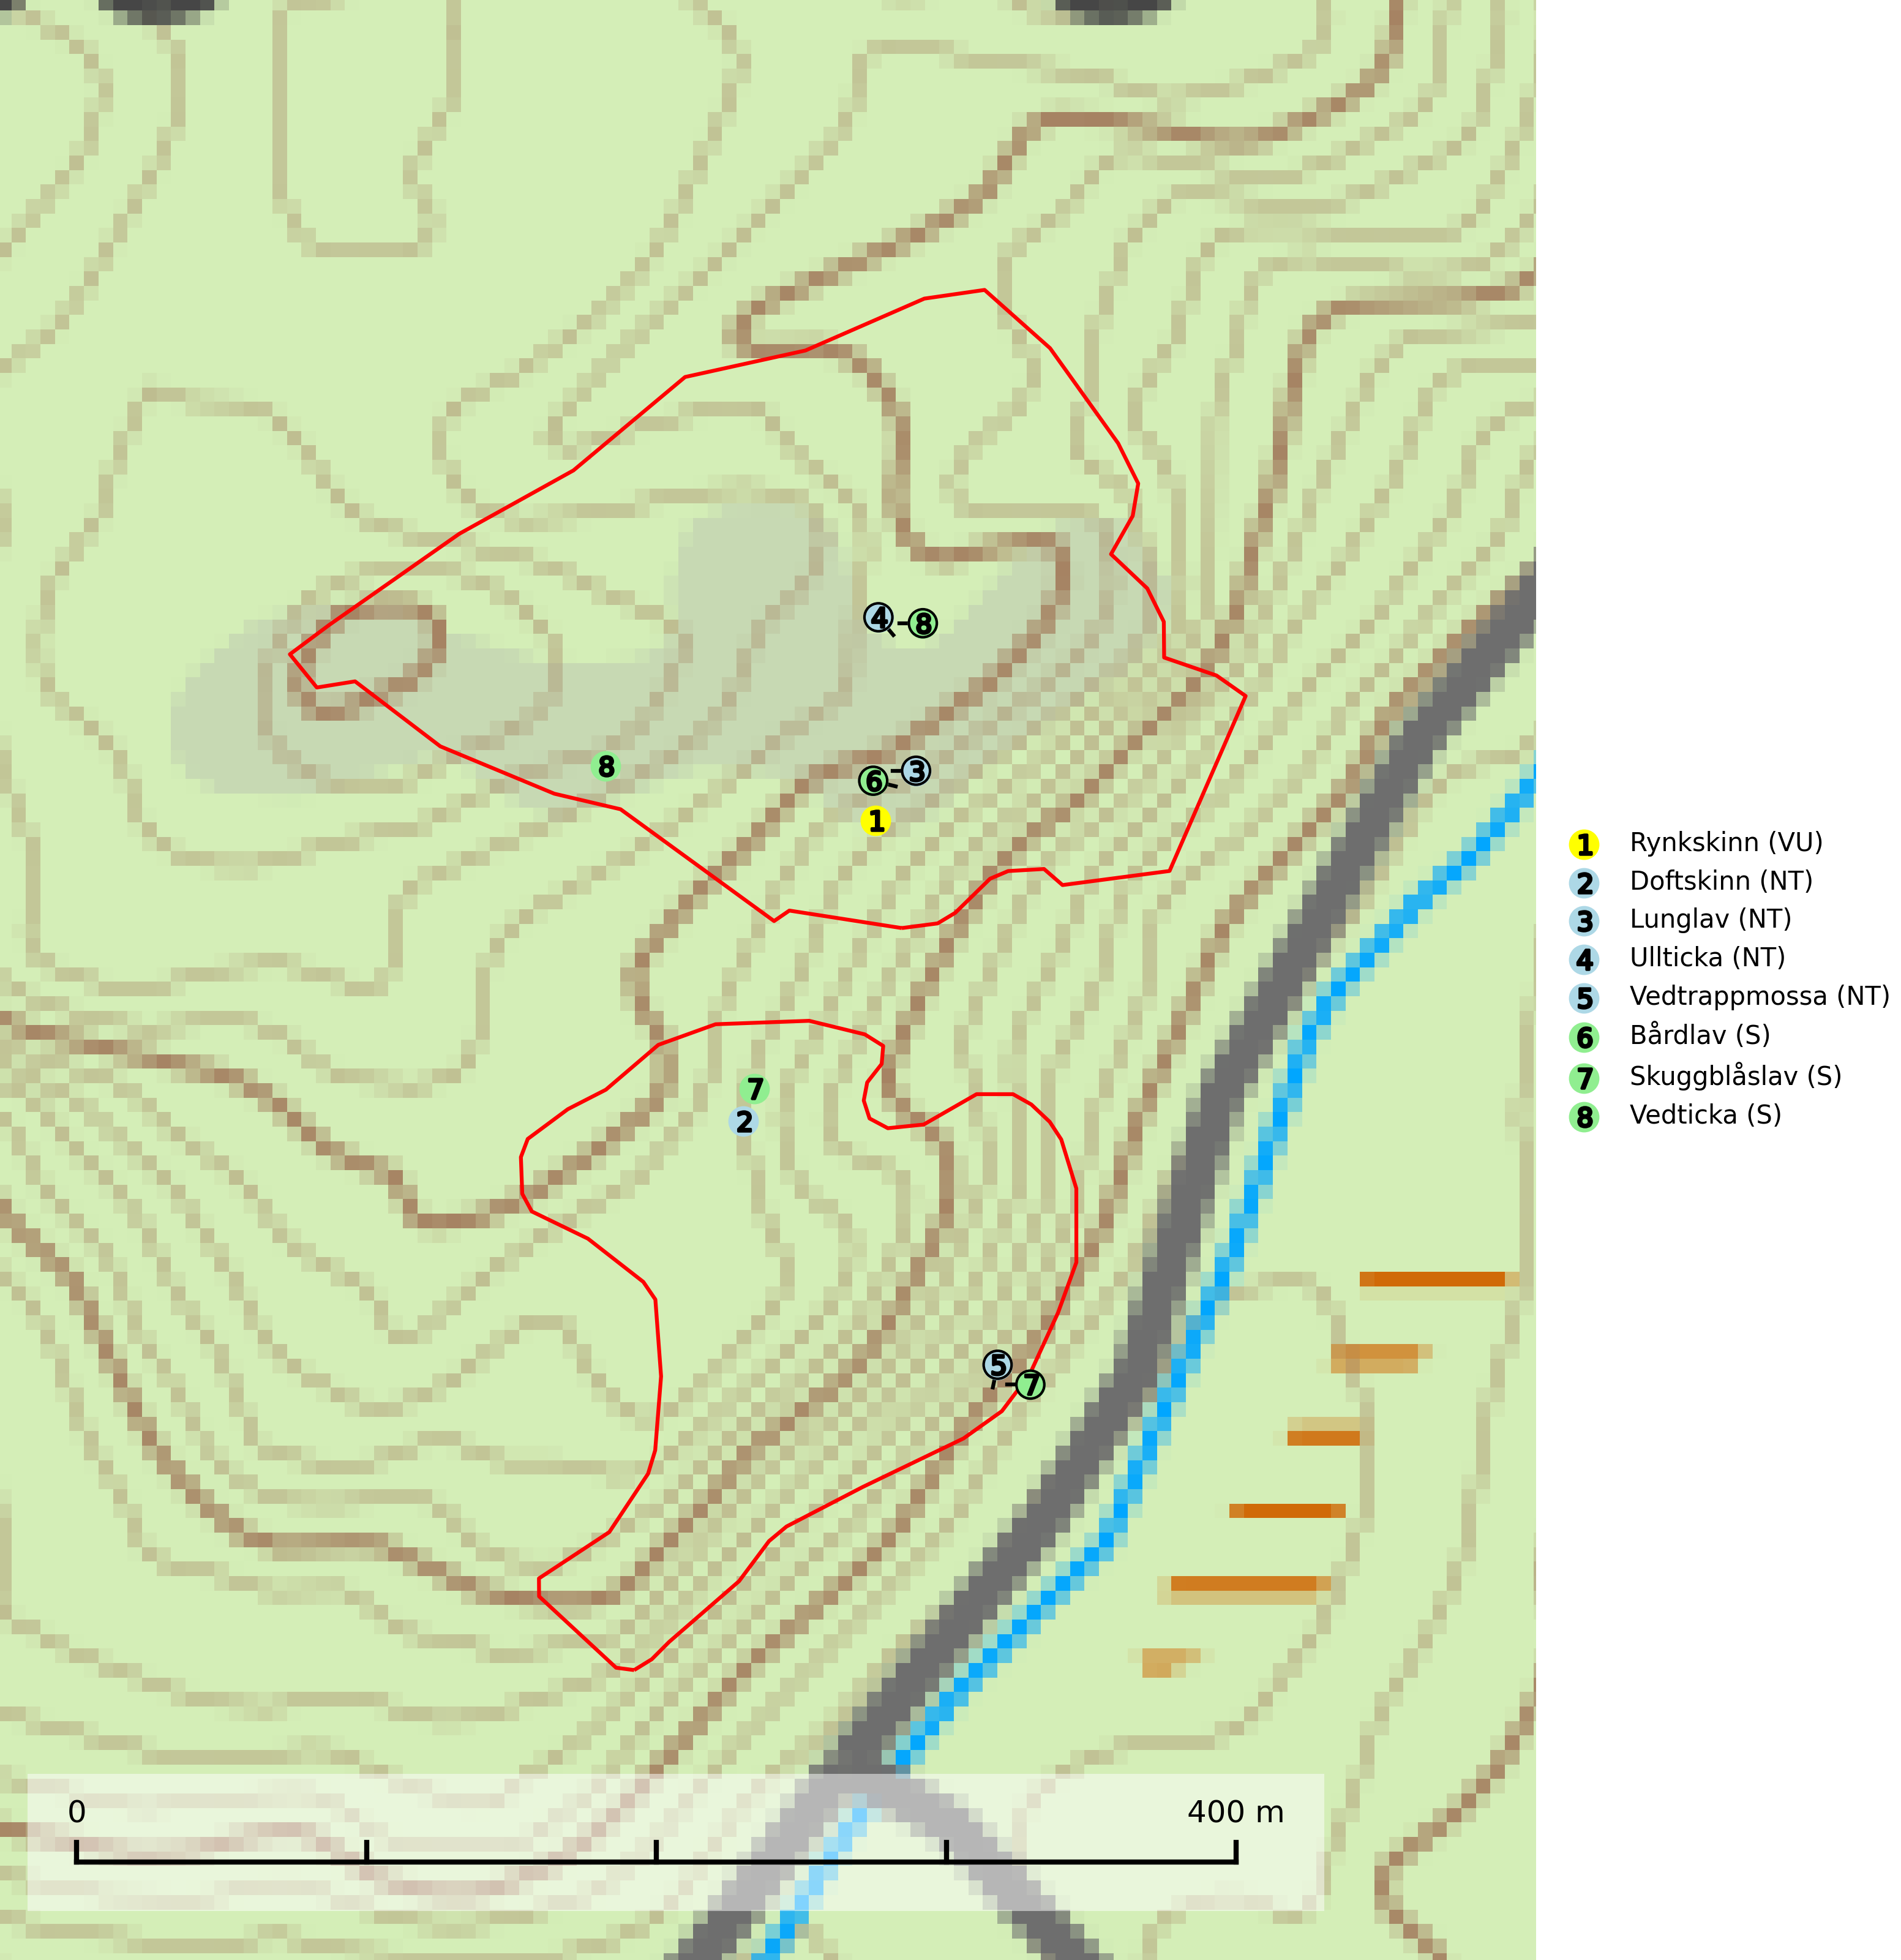 4 8
8
6 3
1
7
2
5
7
0 400 m
1 Rynkskinn (VU)
2 Doftskinn (NT)
3 Lunglav (NT)
4 Ullticka (NT)
5 Vedtrappmossa (NT)
6 Bårdlav (S)
7 Skuggblåslav (S)
8 Vedticka (S)